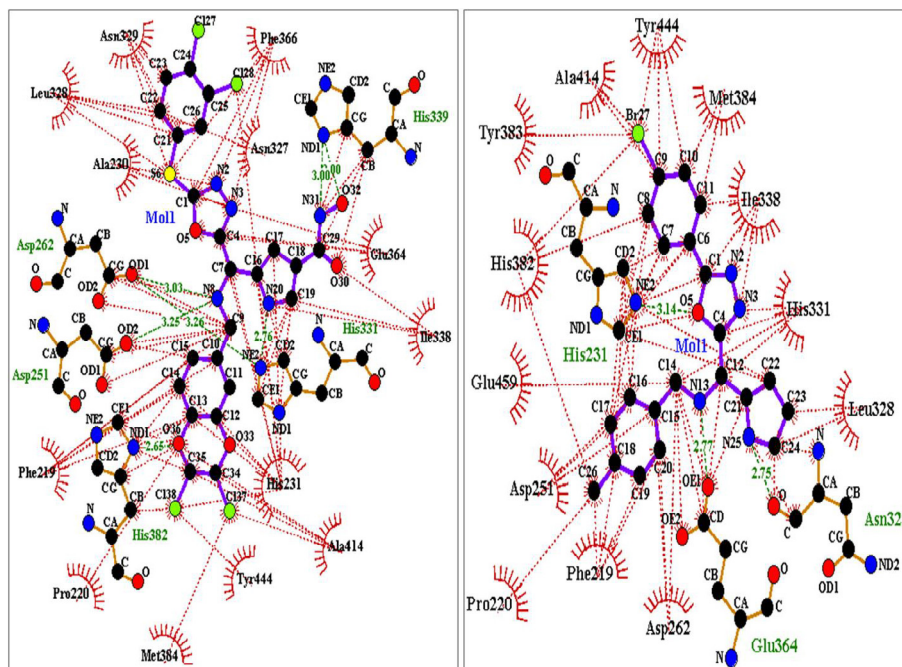 Cl27
Asn329
Phe366
C24
C23
Cl28
NE2
Leu328
CD2
O
C22
C26
C25
CE1
C
CG
His339
C21
CA
Asn327
ND1
Ala230
CB
N
S6
N2
3.00
3.00
C1
N3
N31
O32
Mol1
O5
C17
C29
C4
C18
Glu364
N
Asp262
CB
C7
C16
O30
CA
CG
OD1
N20
C19
O
C
3.03
N8
OD2
N
His331
Ile338
CB
OD2
3.25
3.26
C9
2.76
CA
C
N
CG
C15
C10
NE2
CD2
CA
CG
O
Asp251
OD1
C14
C11
CE1
CB
C
NE2
CE1
C13
C12
ND1
O
ND1
O36
O33
2.65
Phe219
CD2
C35
C34
CG
His231
CB
Cl38
Cl37
N
CA
His382
Ala414
C
O
Pro220
Tyr444
Met384
Tyr444
Ala414
Met384
Br27
Tyr383
C9
C10
O
C
C11
CA
N
C8
Ile338
CB
C7
C6
His382
CD2
C1
N2
CG
NE2
3.14
O5
N3
His331
ND1
CE1
C4
Mol1
His231
C12
C22
C16
C14
Glu459
N13
C23
C17
C15
C21
Leu328
C18
2.77
N25
C24
N
C20
C26
C19
OE1
2.75
CA
Asp251
O
CB
OE2
CD
C
Asn32
CG
CG
Phe219
ND2
Pro220
CB
O
OD1
C
Asp262
CA
Glu364
N